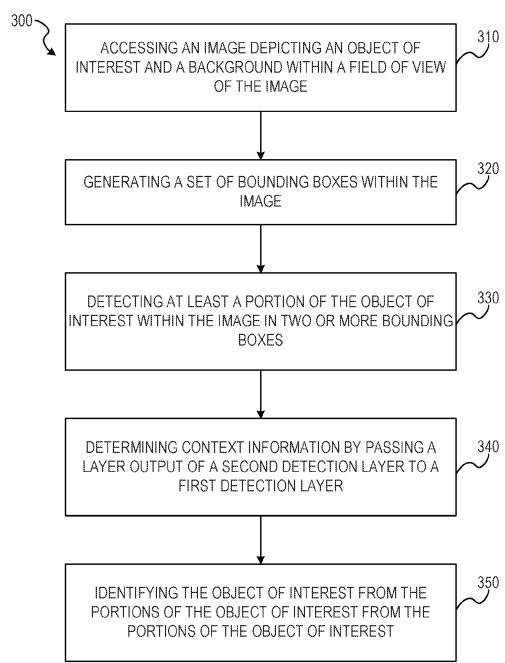 300
ACCESSING AN IMAGE DEPICTING AN OBJECT OF
INTEREST AND A BACKGROUND WITHIN A FIELD OF VIEW
OF THE IMAGE
310
GENERATING A SET OF BOUNDING BOXES WITHIN THE
IMAGE
320
DETECTING AT LEAST A PORTION OF THE OBJECT OF
INTEREST WITHIN THE IMAGE IN TWO OR MORE BOUNDING
BOXES
330
DETERMINING CONTEXT INFORMATION BY PASSING A
LAYER OUTPUT OF A SECOND DETECTION LAYER TO A
FIRST DETECTION LAYER
340
IDENTIFYING THE OBJECT OF INTEREST FROM THE
PORTIONS OF THE OBJECT OF INTEREST FROM THE
PORTIONS OF THE OBJECT OF INTEREST
350